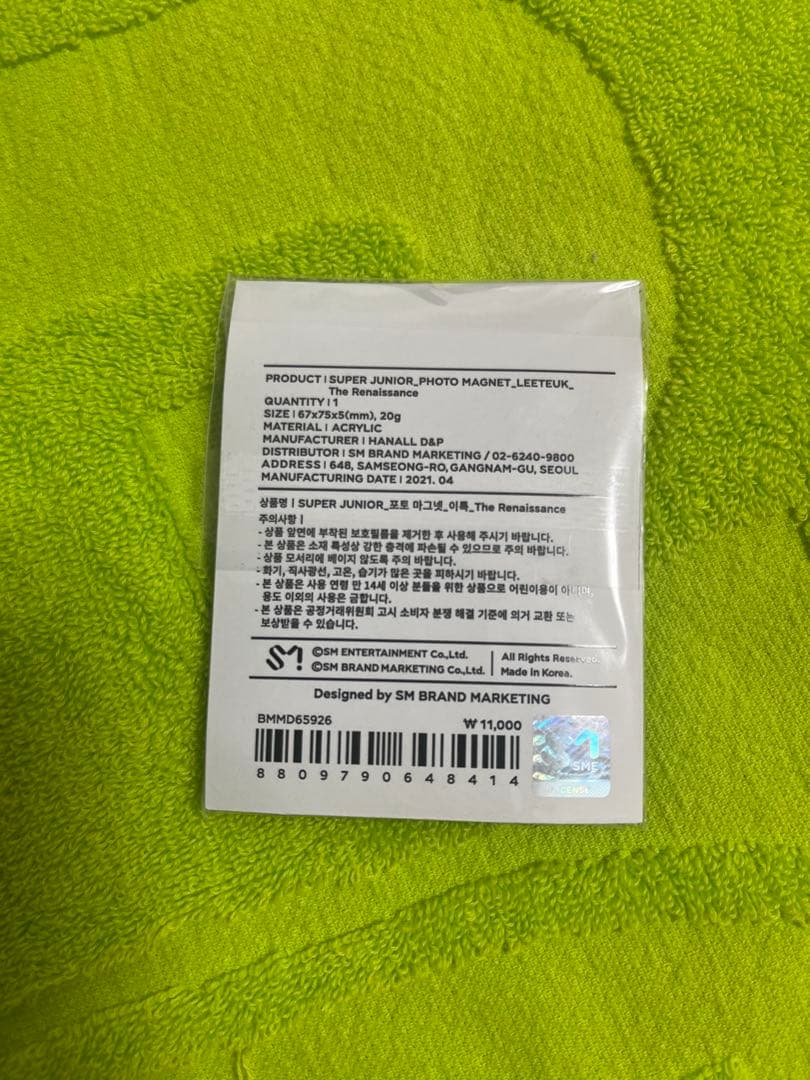 PRODUCT | SUPER JUNIOR_PHOTO MAGNET_LEETEUK_
The Renaissance
QUANTITY | 1
SIZE | 67x75x5(mm), 20g
MATERIAL | ACRYLIC
MANUFACTURER | HANALL D&P
DISTRIBUTOR | SM BRAND MARKETING / 02-6240-9800
ADDRESS | 648, SAMSEONG-RO, GANGNAM-GU, SEOUL
MANUFACTURING DATE | 2021. 04
상품명 | SUPER JUNIOR_포토 마그넷_이특_The Renaissance
주의사항 |
- 상품 앞면에 부착된 보호필름을 제거한 후 사용해 주시기 바랍니다.
- 본 상품은 소재 특성상 강한 충격에 파손될 수 있으므로 주의 바랍니다.
- 상품 모서리에 베이지 않도록 주의 바랍니다.
- 화기, 직사광선, 고온, 습기가 많은 곳을 피하시기 바랍니다.
- 본 상품은 사용 연령 만 14세 이상 분들을 위한 상품으로 어린이용이 아니며,
용도 이외의 사용은 금합니다.
- 본 상품은 공정거래위원회 고시 소비자 분쟁 해결 기준에 의거 교환 또는
보상받을 수 있습니다.
SM ©SM ENTERTAINMENT Co.,Ltd. All Rights Reserved.
©SM BRAND MARKETING Co.,Ltd. Made in Korea.
Designed by SM BRAND MARKETING
BMMD65926 ₩ 11,000
8809790648414
SME